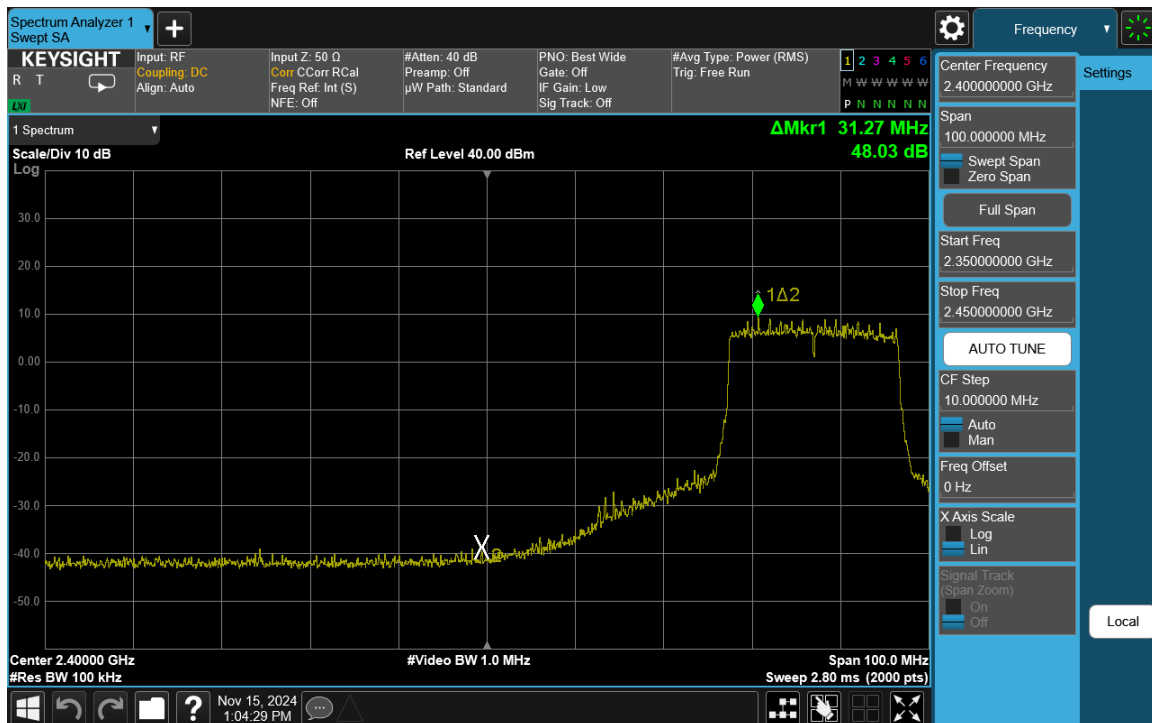 Spectrum Analyzer 1
Swept SA
+
Frequency
KEYSIGHT
R T
LXI
Input: RF
Coupling: DC
Align: Auto
Input Z: 50 Ω
Corr CCorr RCal
Freq Ref: Int (S)
NFE: Off
#Atten: 40 dB
Preamp: Off
µW Path: Standard
PNO: Best Wide
Gate: Off
IF Gain: Low
Sig Track: Off
#Avg Type: Power (RMS)
Trig: Free Run
1 2 3 4 5 6
M W W W W W
P N N N N N
1 Spectrum
ΔMkr1 31.27 MHz
48.03 dB
Scale/Div 10 dB
Ref Level 40.00 dBm
Log
30.0
20.0
10.0
0.00
-10.0
-20.0
-30.0
-40.0
-50.0
1Δ2
X2
Center 2.40000 GHz
#Video BW 1.0 MHz
Span 100.0 MHz
#Res BW 100 kHz
Sweep 2.80 ms (2000 pts)
?
Nov 15, 2024
1:04:29 PM
Center Frequency
2.400000000 GHz
Settings
Span
100.000000 MHz
Swept Span
Zero Span
Full Span
Start Freq
2.350000000 GHz
Stop Freq
2.450000000 GHz
AUTO TUNE
CF Step
10.000000 MHz
Auto
Man
Freq Offset
0 Hz
X Axis Scale
Log
Lin
Signal Track
(Span Zoom)
On
Off
Local